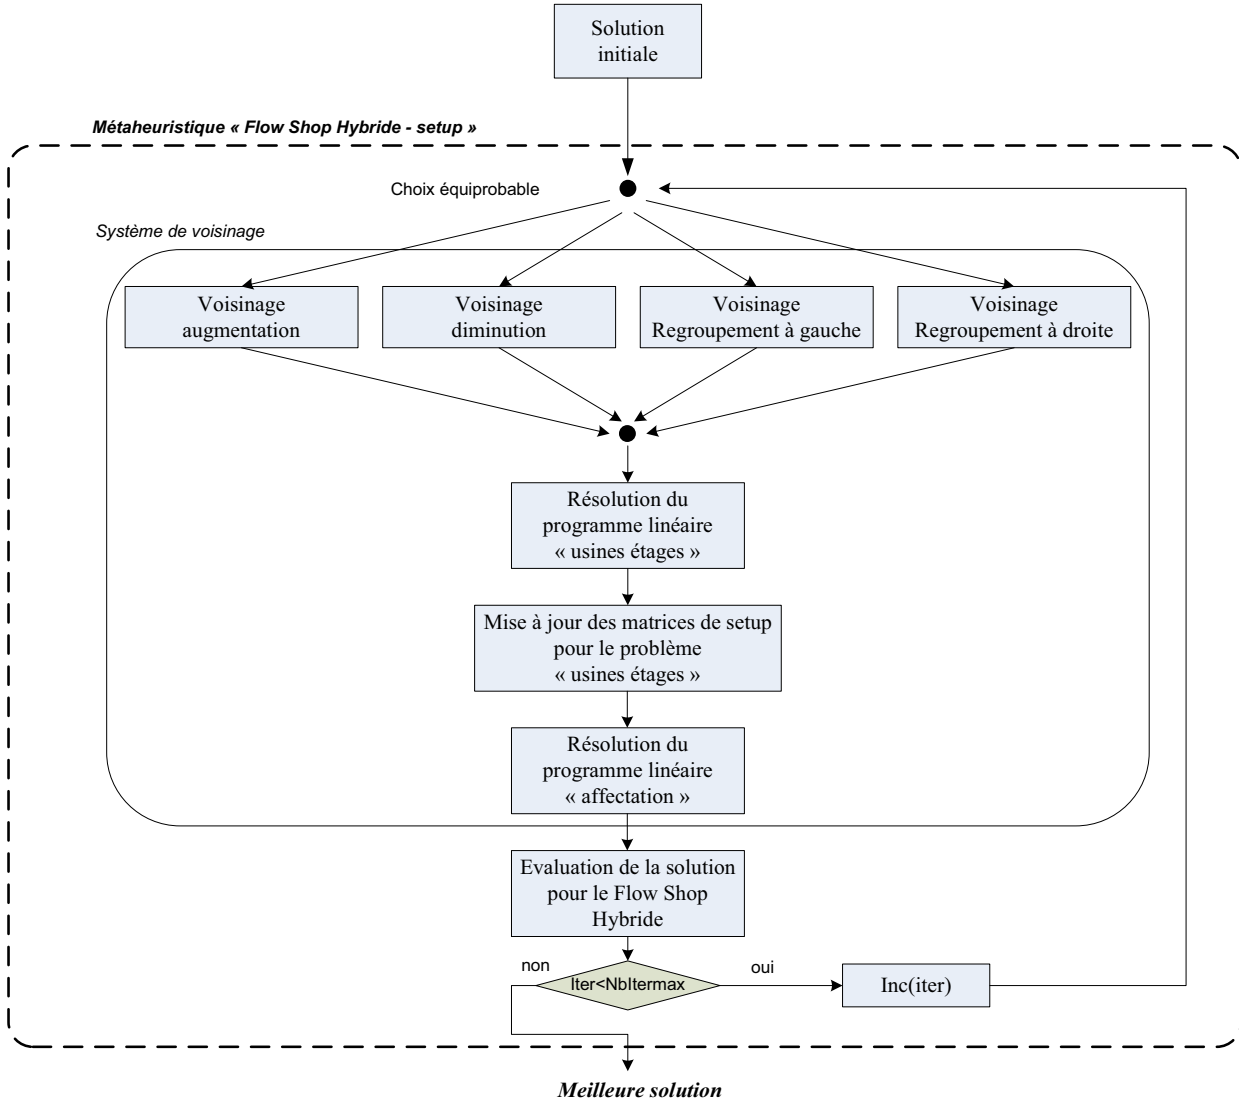 Solution
initiale
Métaheuristique « Flow Shop Hybride - setup »
Choix équiprobable
Système de voisinage
Voisinage
augmentation
Voisinage
diminution
Voisinage
Regroupement à gauche
Voisinage
Regroupement à droite
Résolution du
programme linéaire
« usines étages »
Mise à jour des matrices de setup
pour le problème
« usines étages »
Résolution du
programme linéaire
« affectation »
Evaluation de la solution
pour le Flow Shop
Hybride
non
Iter<NbItermax
oui
Inc(iter)
Meilleure solution